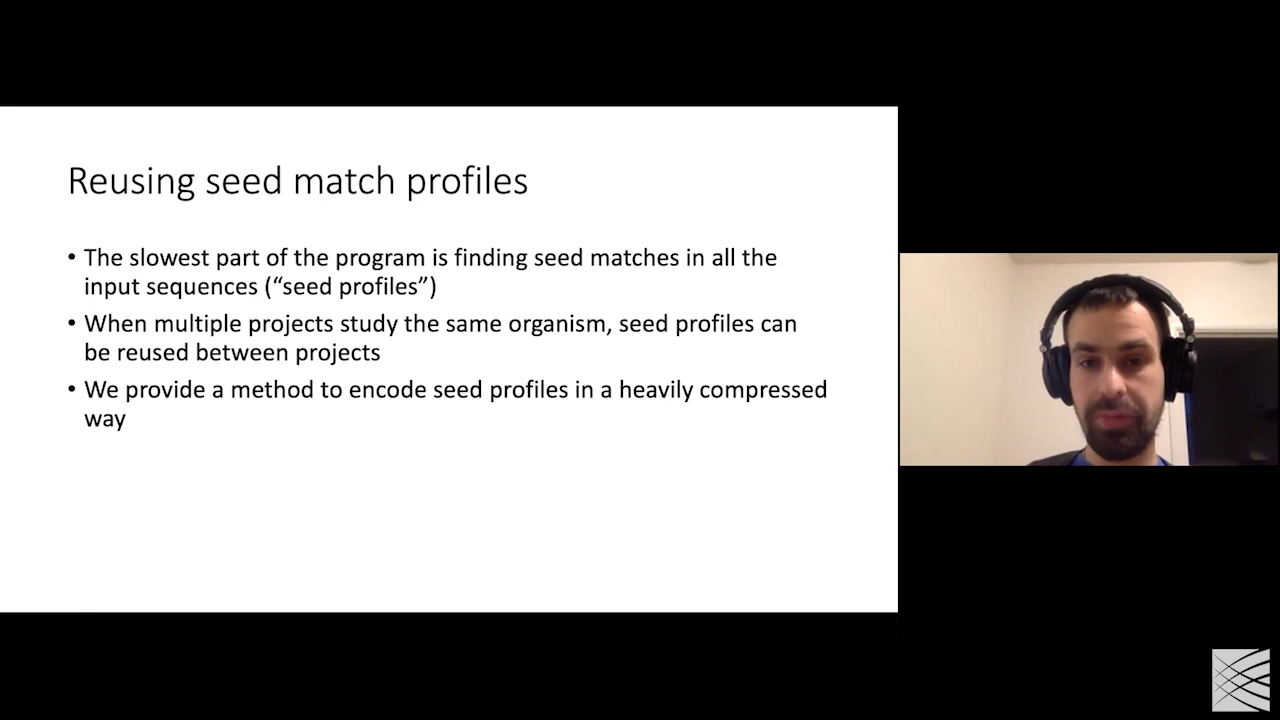 Reusing seed match profiles
• The slowest part of the program is finding seed matches in all the
input sequences (“seed profiles”)
• When multiple projects study the same organism, seed profiles can
be reused between projects
• We provide a method to encode seed profiles in a heavily compressed
way